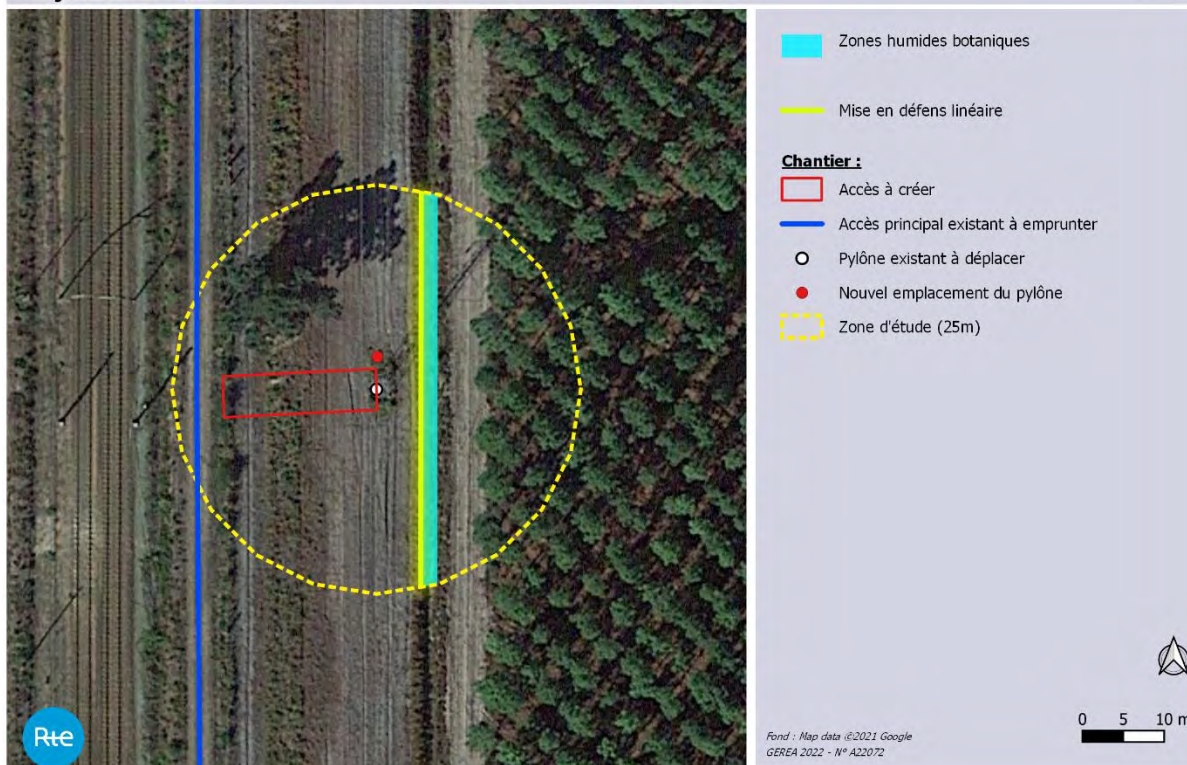 Zones humides botaniques
Mise en défens linéaire
Chantier :
Accès à créer
Accès principal existant à emprunter
Pylône existant à déplacer
Nouvel emplacement du pylône
Zone d'étude (25m)
0 5 10 m
Fond : Map data ©2021 Google
GEREA 2022 - N° A22072
Rte